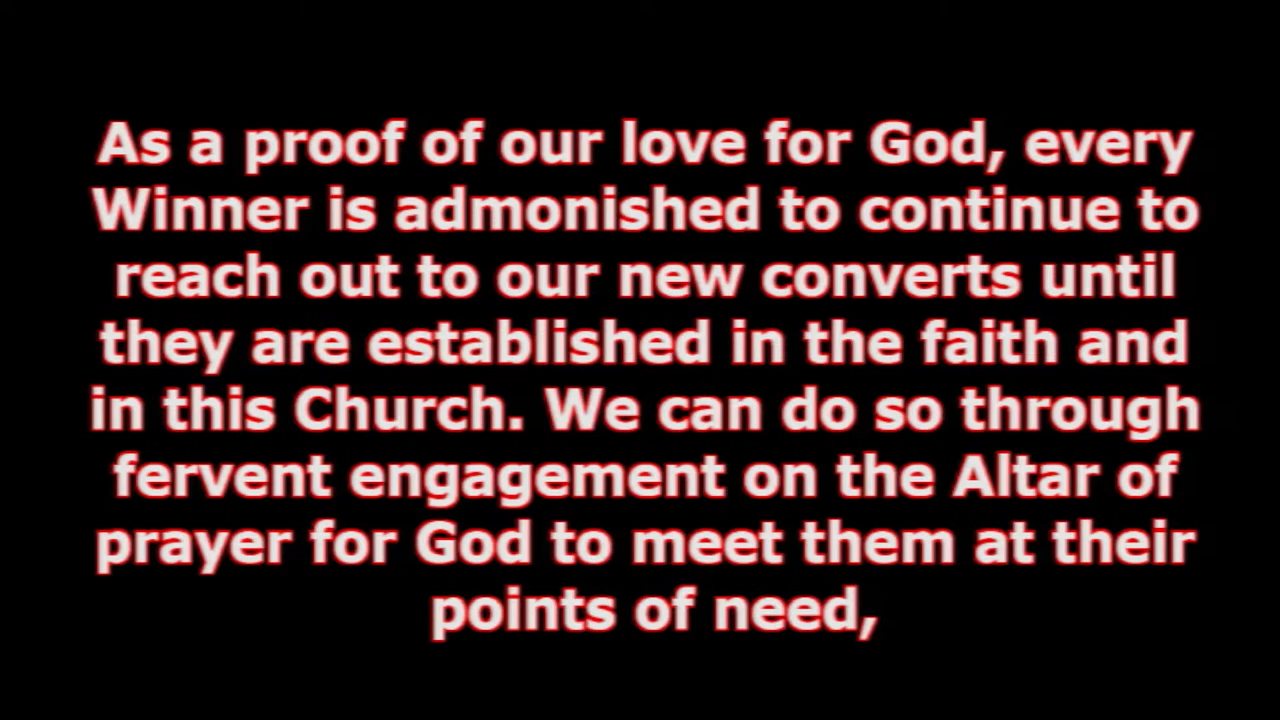 As a proof of our love for God, every
Winner is admonished to continue to
reach out to our new converts until
they are established in the faith and
in this Church. We can do so through
fervent engagement on the Altar of
prayer for God to meet them at their
points of need,